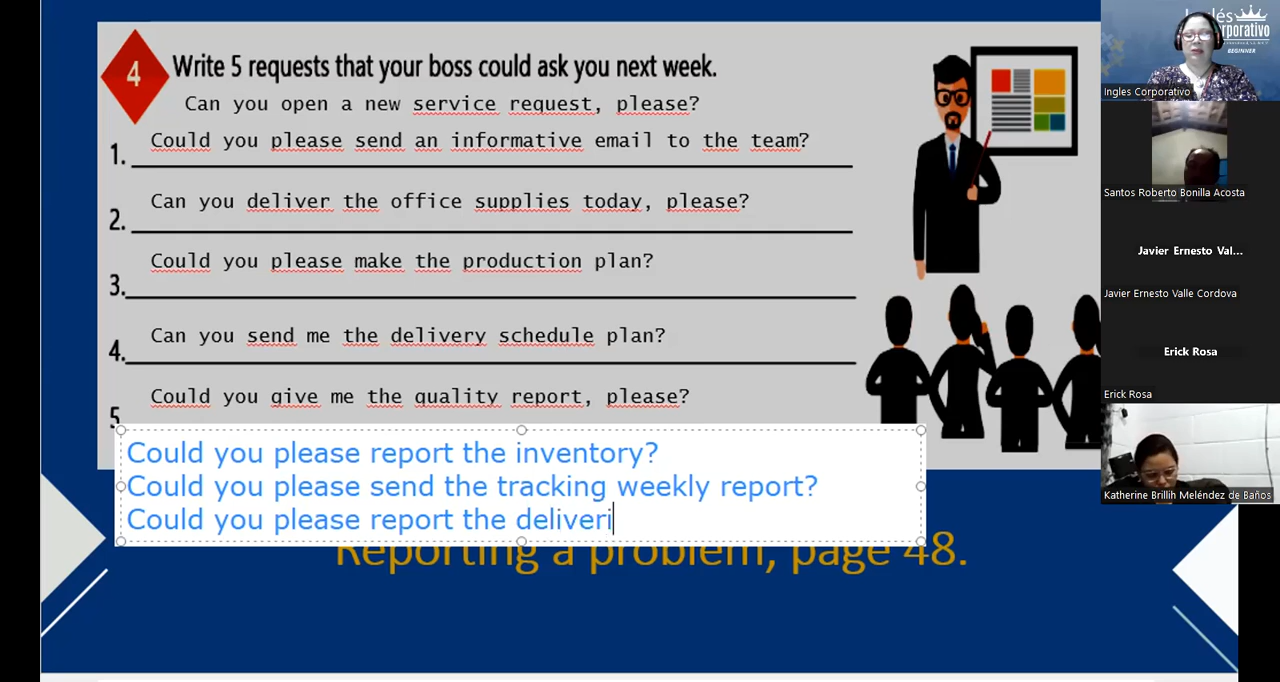 4 Write 5 requests that your boss could ask you next week.
Can you open a new service request, please?
1. Could you please send an informative email to the team?
2. Can you deliver the office supplies today, please?
3. Could you please make the production plan?
4. Can you send me the delivery schedule plan?
5 Could you give me the quality report, please?
Could you please report the inventory?
Could you please send the tracking weekly report?
Could you please report the deliveri
Reporting a problem, page 48.
BEGINNER
Ingles Corporativo
Santos Roberto Bonilla Acosta
Javier Ernesto Val...
Javier Ernesto Valle Cordova
Erick Rosa
Erick Rosa
Katherine Brillih Meléndez de Baños